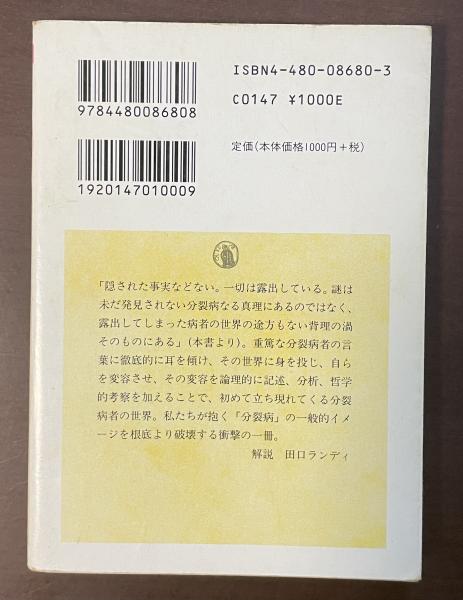 ISBN4-480-08680-3
9784480086808
C0147 ¥1000E
定価(本体価格1000円+税)
1920147010009
「隠された事実などない。一切は露出している。謎は
未だ発見されない分裂病なる真理にあるのではなく、
露出してしまった病者の世界の途方もない背理の渦
そのものにある」(本書より)。重篤な分裂病者の言
葉に徹底的に耳を傾け、その世界に身を投じ、自ら
を変容させ、その変容を論理的に記述、分析、哲学
的考察を加えることで、初めて立ち現れてくる分裂
病者の世界。私たちが抱く「分裂病」の一般的イメ
ージを根底より破壊する衝撃の一冊。
解説 田口ランディ